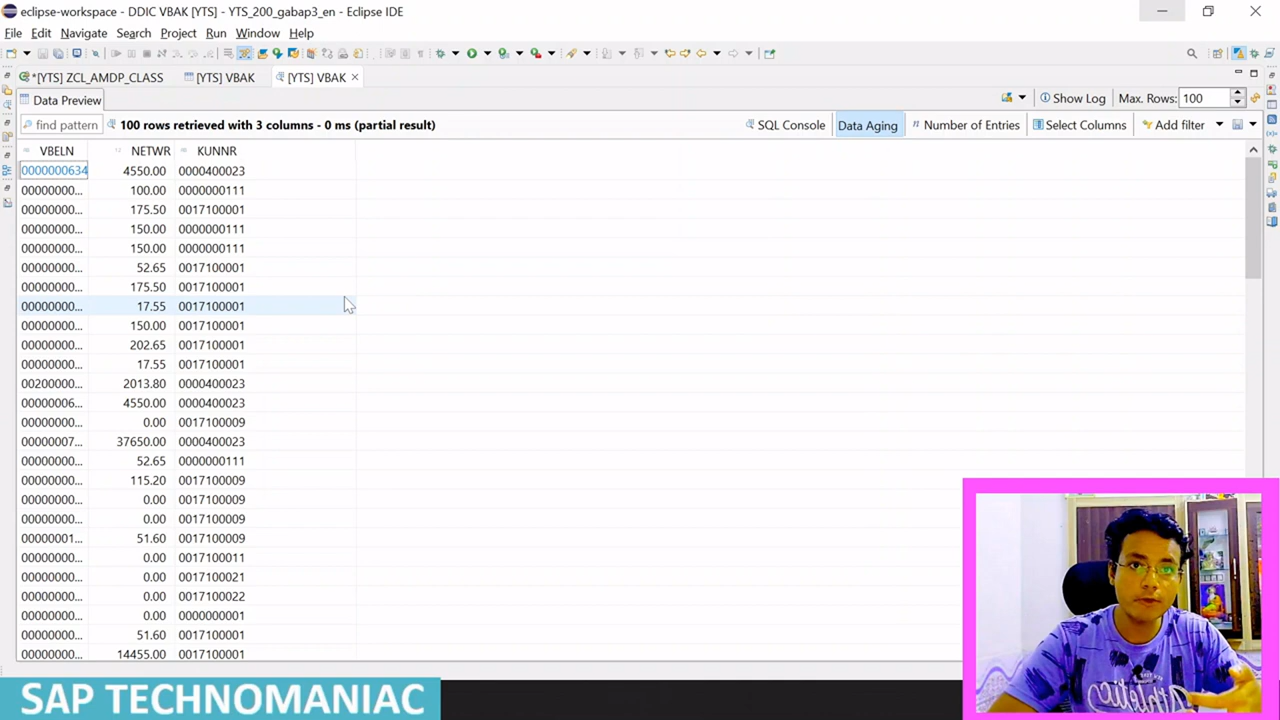 eclipse-workspace - DDIC VBAK [YTS] - YTS_200_gabap3_en - Eclipse IDE
File Edit Navigate Search Project Run Window Help
*[YTS] ZCL_AMDP_CLASS [YTS] VBAK [YTS] VBAK
Data Preview Show Log Max. Rows: 100
find pattern 100 rows retrieved with 3 columns - 0 ms (partial result) SQL Console Data Aging Number of Entries Select Columns Add filter
VBELN NETWR KUNNR
0000000634 4550.00 0000400023
00000000... 100.00 0000000111
00000000... 175.50 0017100001
00000000... 150.00 0000000111
00000000... 150.00 0000000111
00000000... 52.65 0017100001
00000000... 175.50 0017100001
00000000... 17.55 0017100001
00000000... 150.00 0017100001
00000000... 202.65 0017100001
00000000... 17.55 0017100001
00200000... 2013.80 0000400023
00000006... 4550.00 0000400023
00000000... 0.00 0017100009
00000007... 37650.00 0000400023
00000000... 52.65 0000000111
00000000... 115.20 0017100009
00000000... 0.00 0017100009
00000000... 0.00 0017100009
00000001... 51.60 0017100009
00000000... 0.00 0017100011
00000000... 0.00 0017100021
00000000... 0.00 0017100022
00000000... 0.00 0000000001
00000000... 51.60 0017100001
00000000... 14455.00 0017100001
SAP TECHNOMANIAC